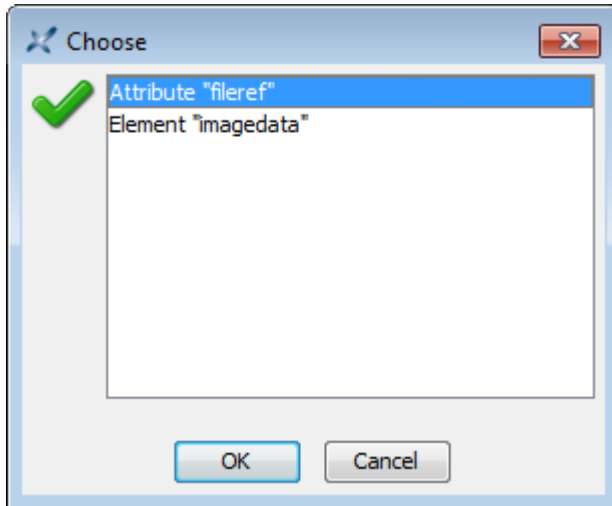 Choose
Attribute "fileref"
Element "imagedata"
OK
Cancel